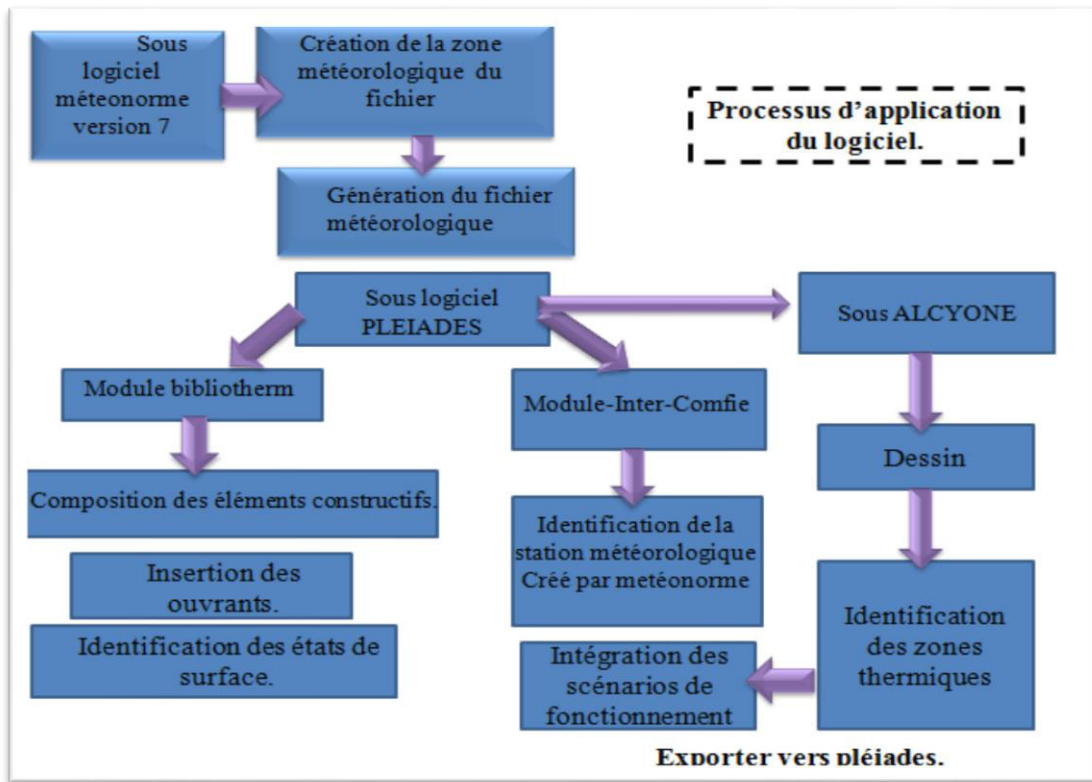 Sous
logiciel
méteonorme
version 7
Création de la zone
météorologique du
fichier
Processus d'application
du logiciel.
Génération du fichier
météorologique
Sous logiciel
PLEIADES
Sous ALCYONE
Module bibliotherm
Module-Inter-Comfie
Dessin
Composition des éléments constructifs.
Identification de la
station météorologique
Créé par metéonorme
Insertion des
ouvrants.
Identification des états de
surface.
Identification
des zones
thermiques
Intégration des
scénarios de
fonctionnement
Exporter vers pléiades.